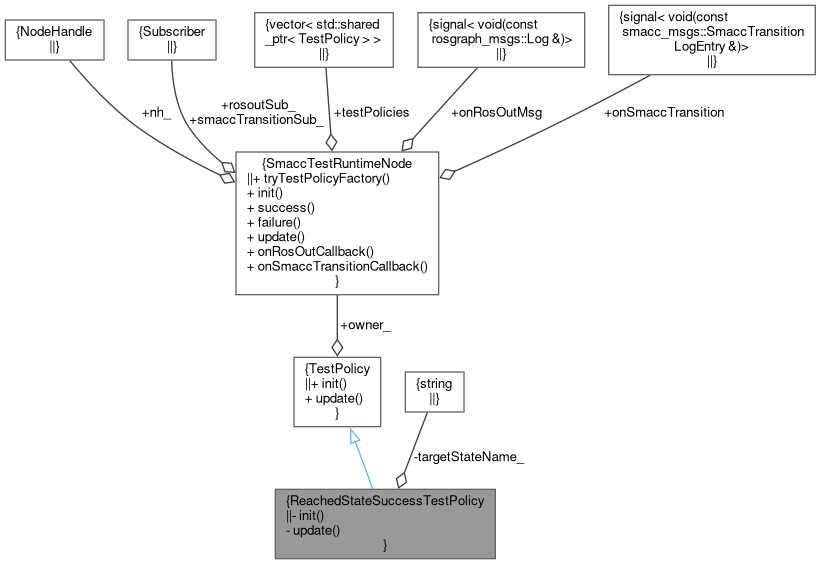 {NodeHandle
||}
{Subscriber
||}
{vector< std::shared
_ptr< TestPolicy > >
||}
{signal< void(const
rosgraph_msgs::Log &)>
||}
{signal< void(const
smacc_msgs::SmaccTransition
LogEntry &)>
||}
+nh_
+rosoutSub_
+smaccTransitionSub_
+testPolicies
+onRosOutMsg
+onSmaccTransition
{SmaccTestRuntimeNode
||+ tryTestPolicyFactory()
+ init()
+ success()
+ failure()
+ update()
+ onRosOutCallback()
+ onSmaccTransitionCallback()
}
+owner_
{TestPolicy
||+ init()
+ update()
}
{string
||}
-targetStateName_
{ReachedStateSuccessTestPolicy
||- init()
- update()
}